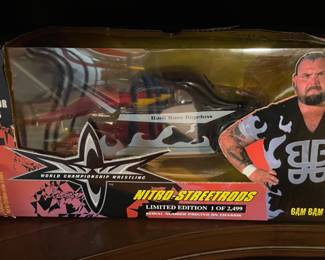 Bam Bam Bigelow
WORLD CHAMPIONSHIP WRESTLING
NITRO-STREETRODS
LIMITED EDITION 1 OF 2,499
SERIAL NUMBER PRINTED ON CHASSIS
BAM BAM